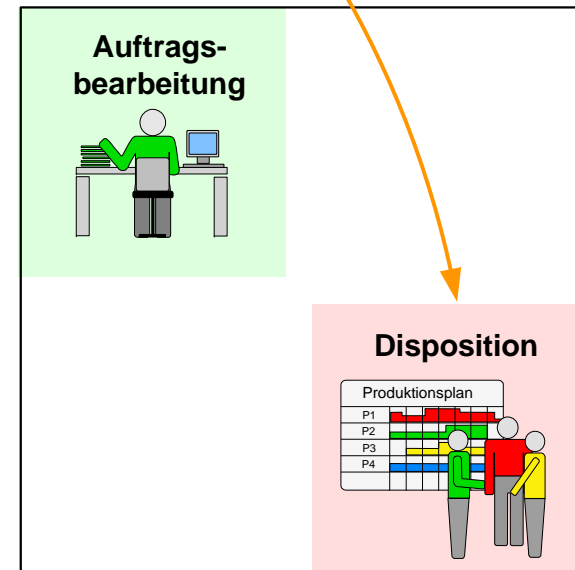 Auftrags-
bearbeitung
Disposition
Produktionsplan
P1
P2
P3
P4